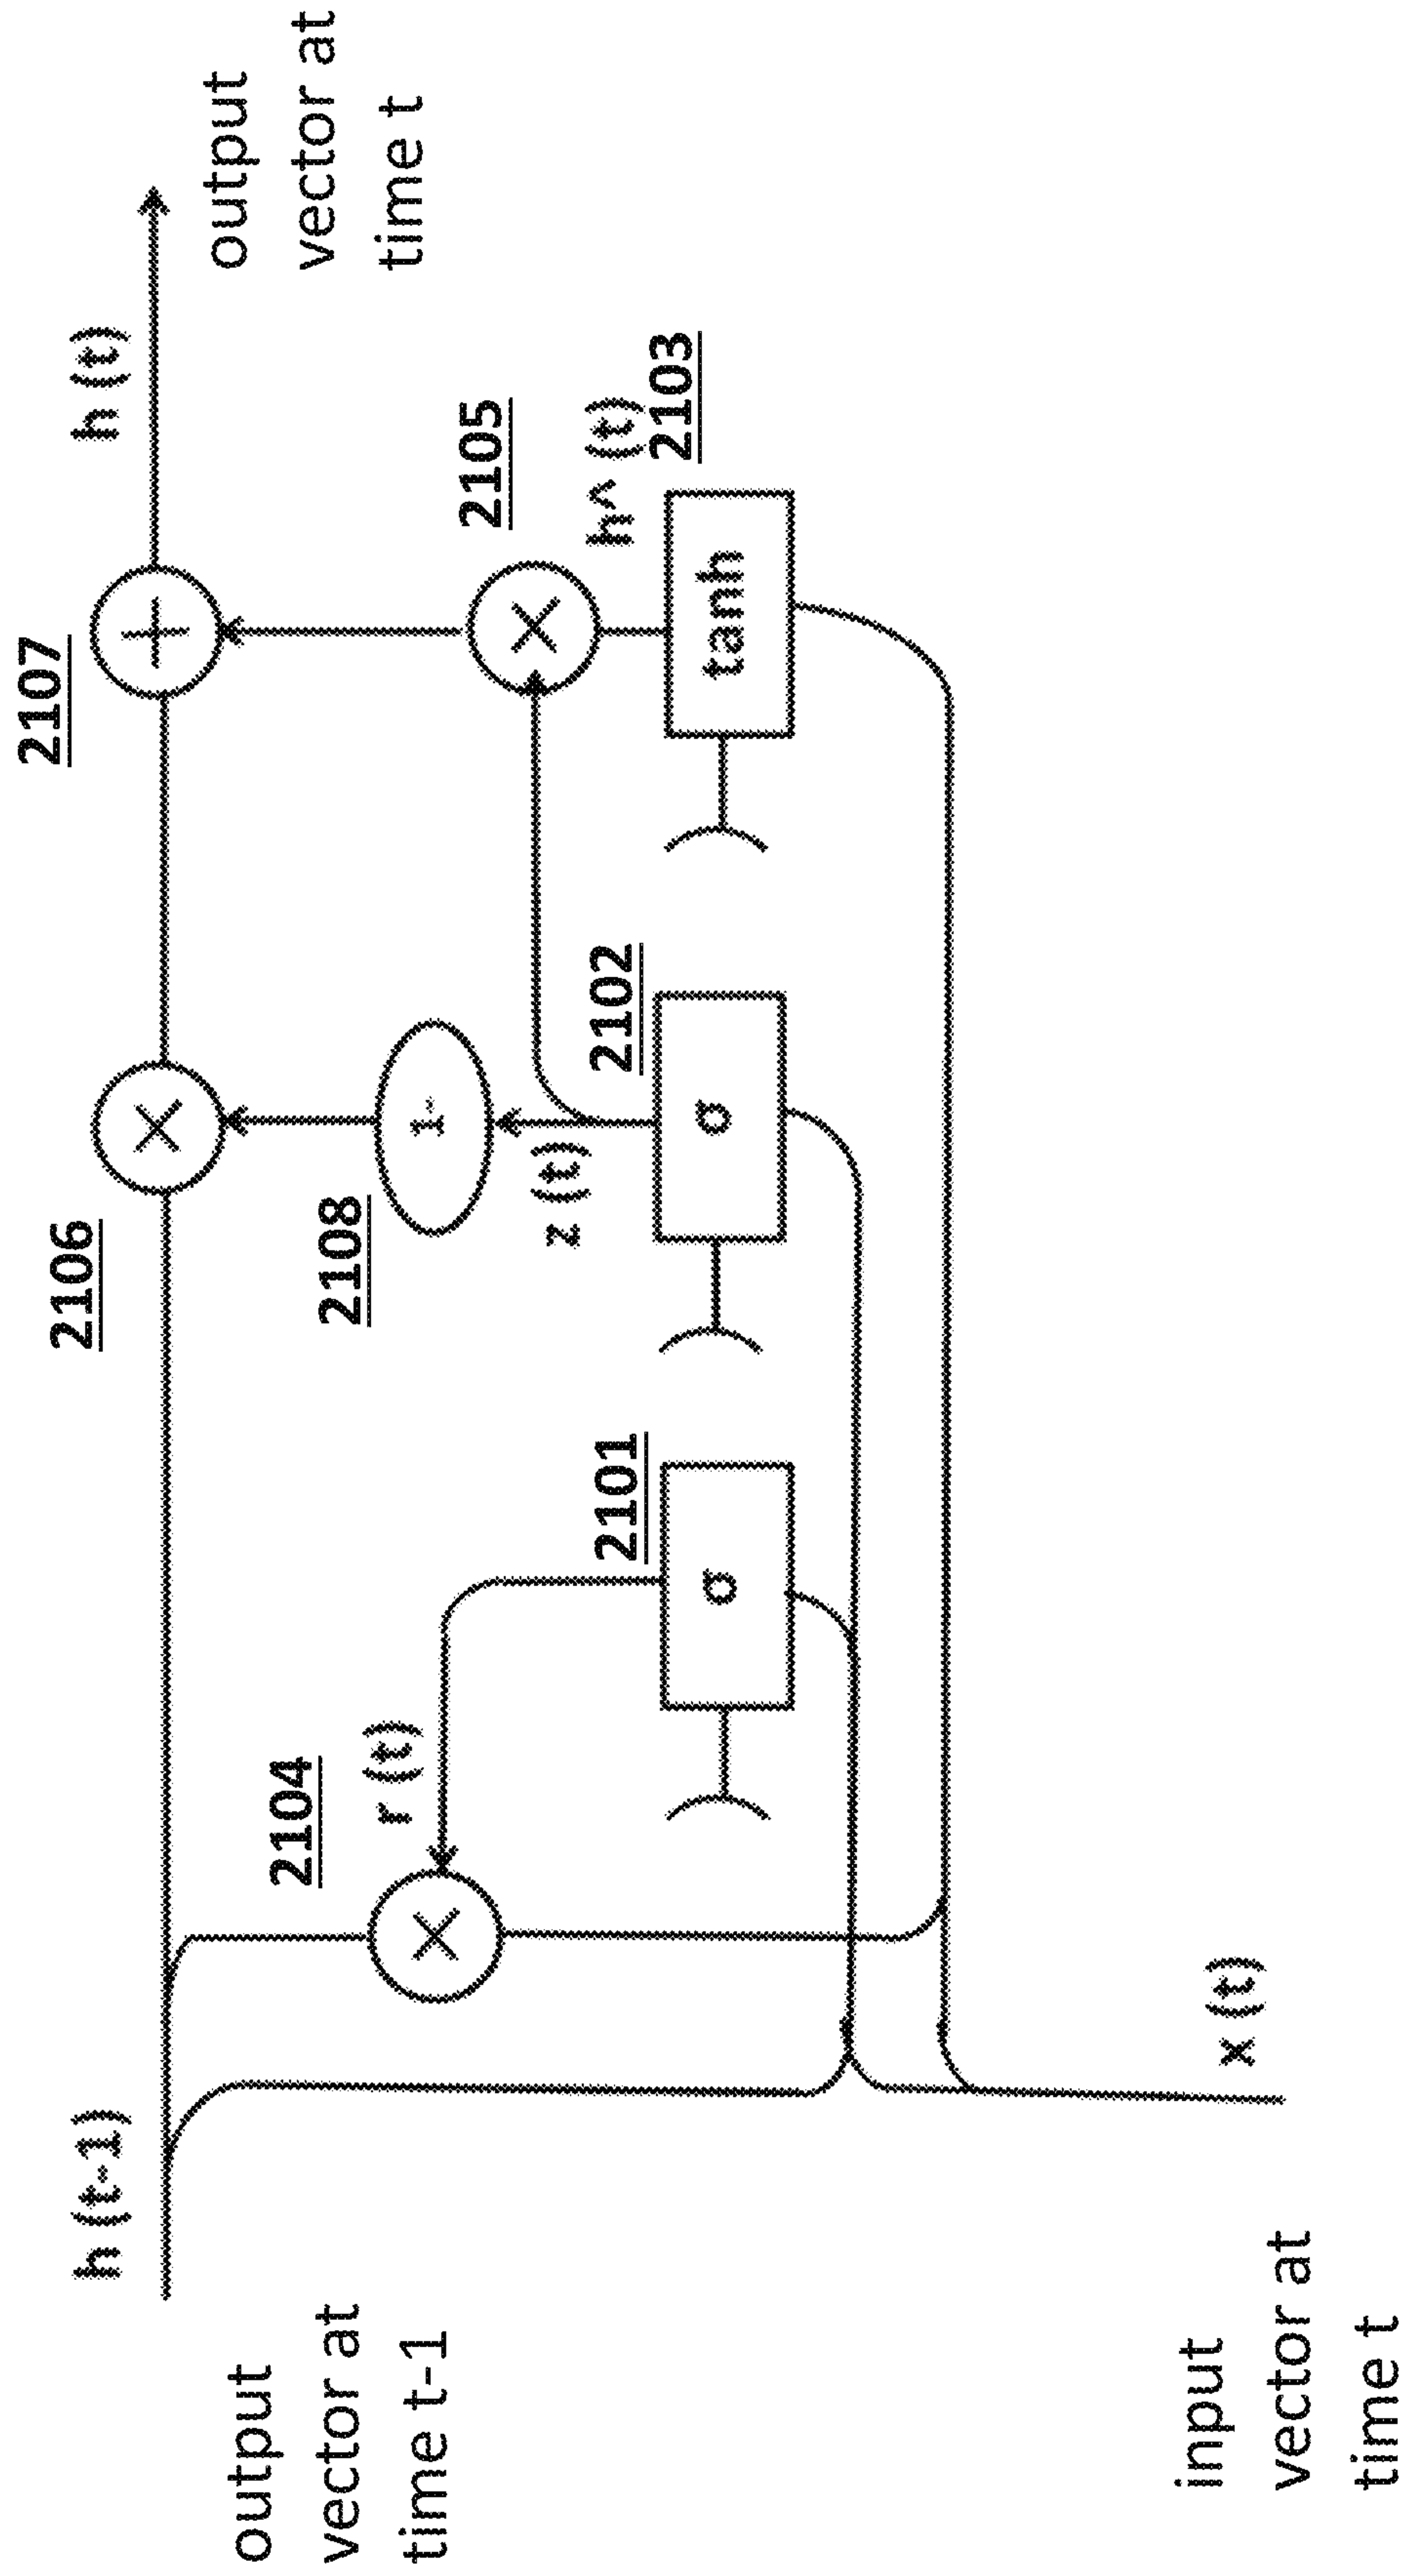 2107
h (t)
h (t-1)
2106
output
vector at
time t
output
vector at
time t-1
2104
2108
1-
2105
r (t)
z (t)
h^ (t)
2101
2102
2103
σ
σ
tanh
x (t)
input
vector at
time t